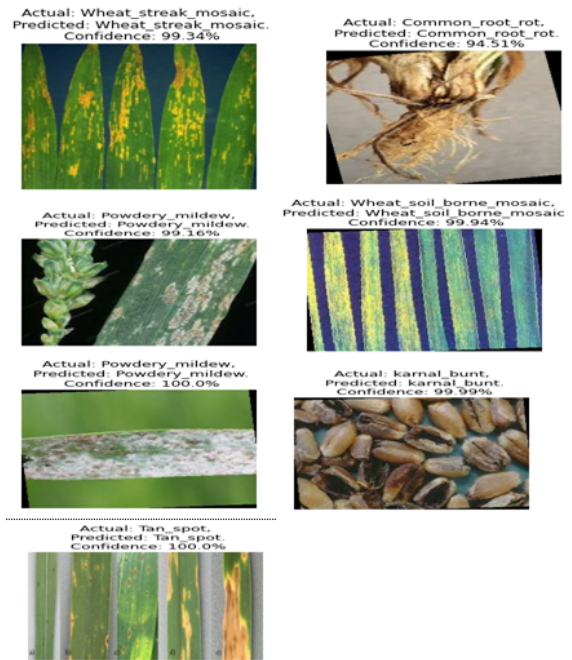 Actual: Wheat_streak_mosaic,
Predicted: Wheat_streak_mosaic.
Confidence: 99.34%
Actual: Common_root_rot,
Predicted: Common_root_rot.
Confidence: 94.51%
Actual: Powdery_mildew,
Predicted: Powdery_mildew.
Confidence: 99.16%
Actual: Wheat_soil_borne_mosaic,
Predicted: Wheat_soil_borne_mosaic
Confidence: 99.94%
Actual: Powdery_mildew,
Predicted: Powdery_mildew.
Confidence: 100.0%
Actual: karnal_bunt,
Predicted: karnal_bunt.
Confidence: 99.99%
Actual: Tan_spot,
Predicted: Tan_spot.
Confidence: 100.0%